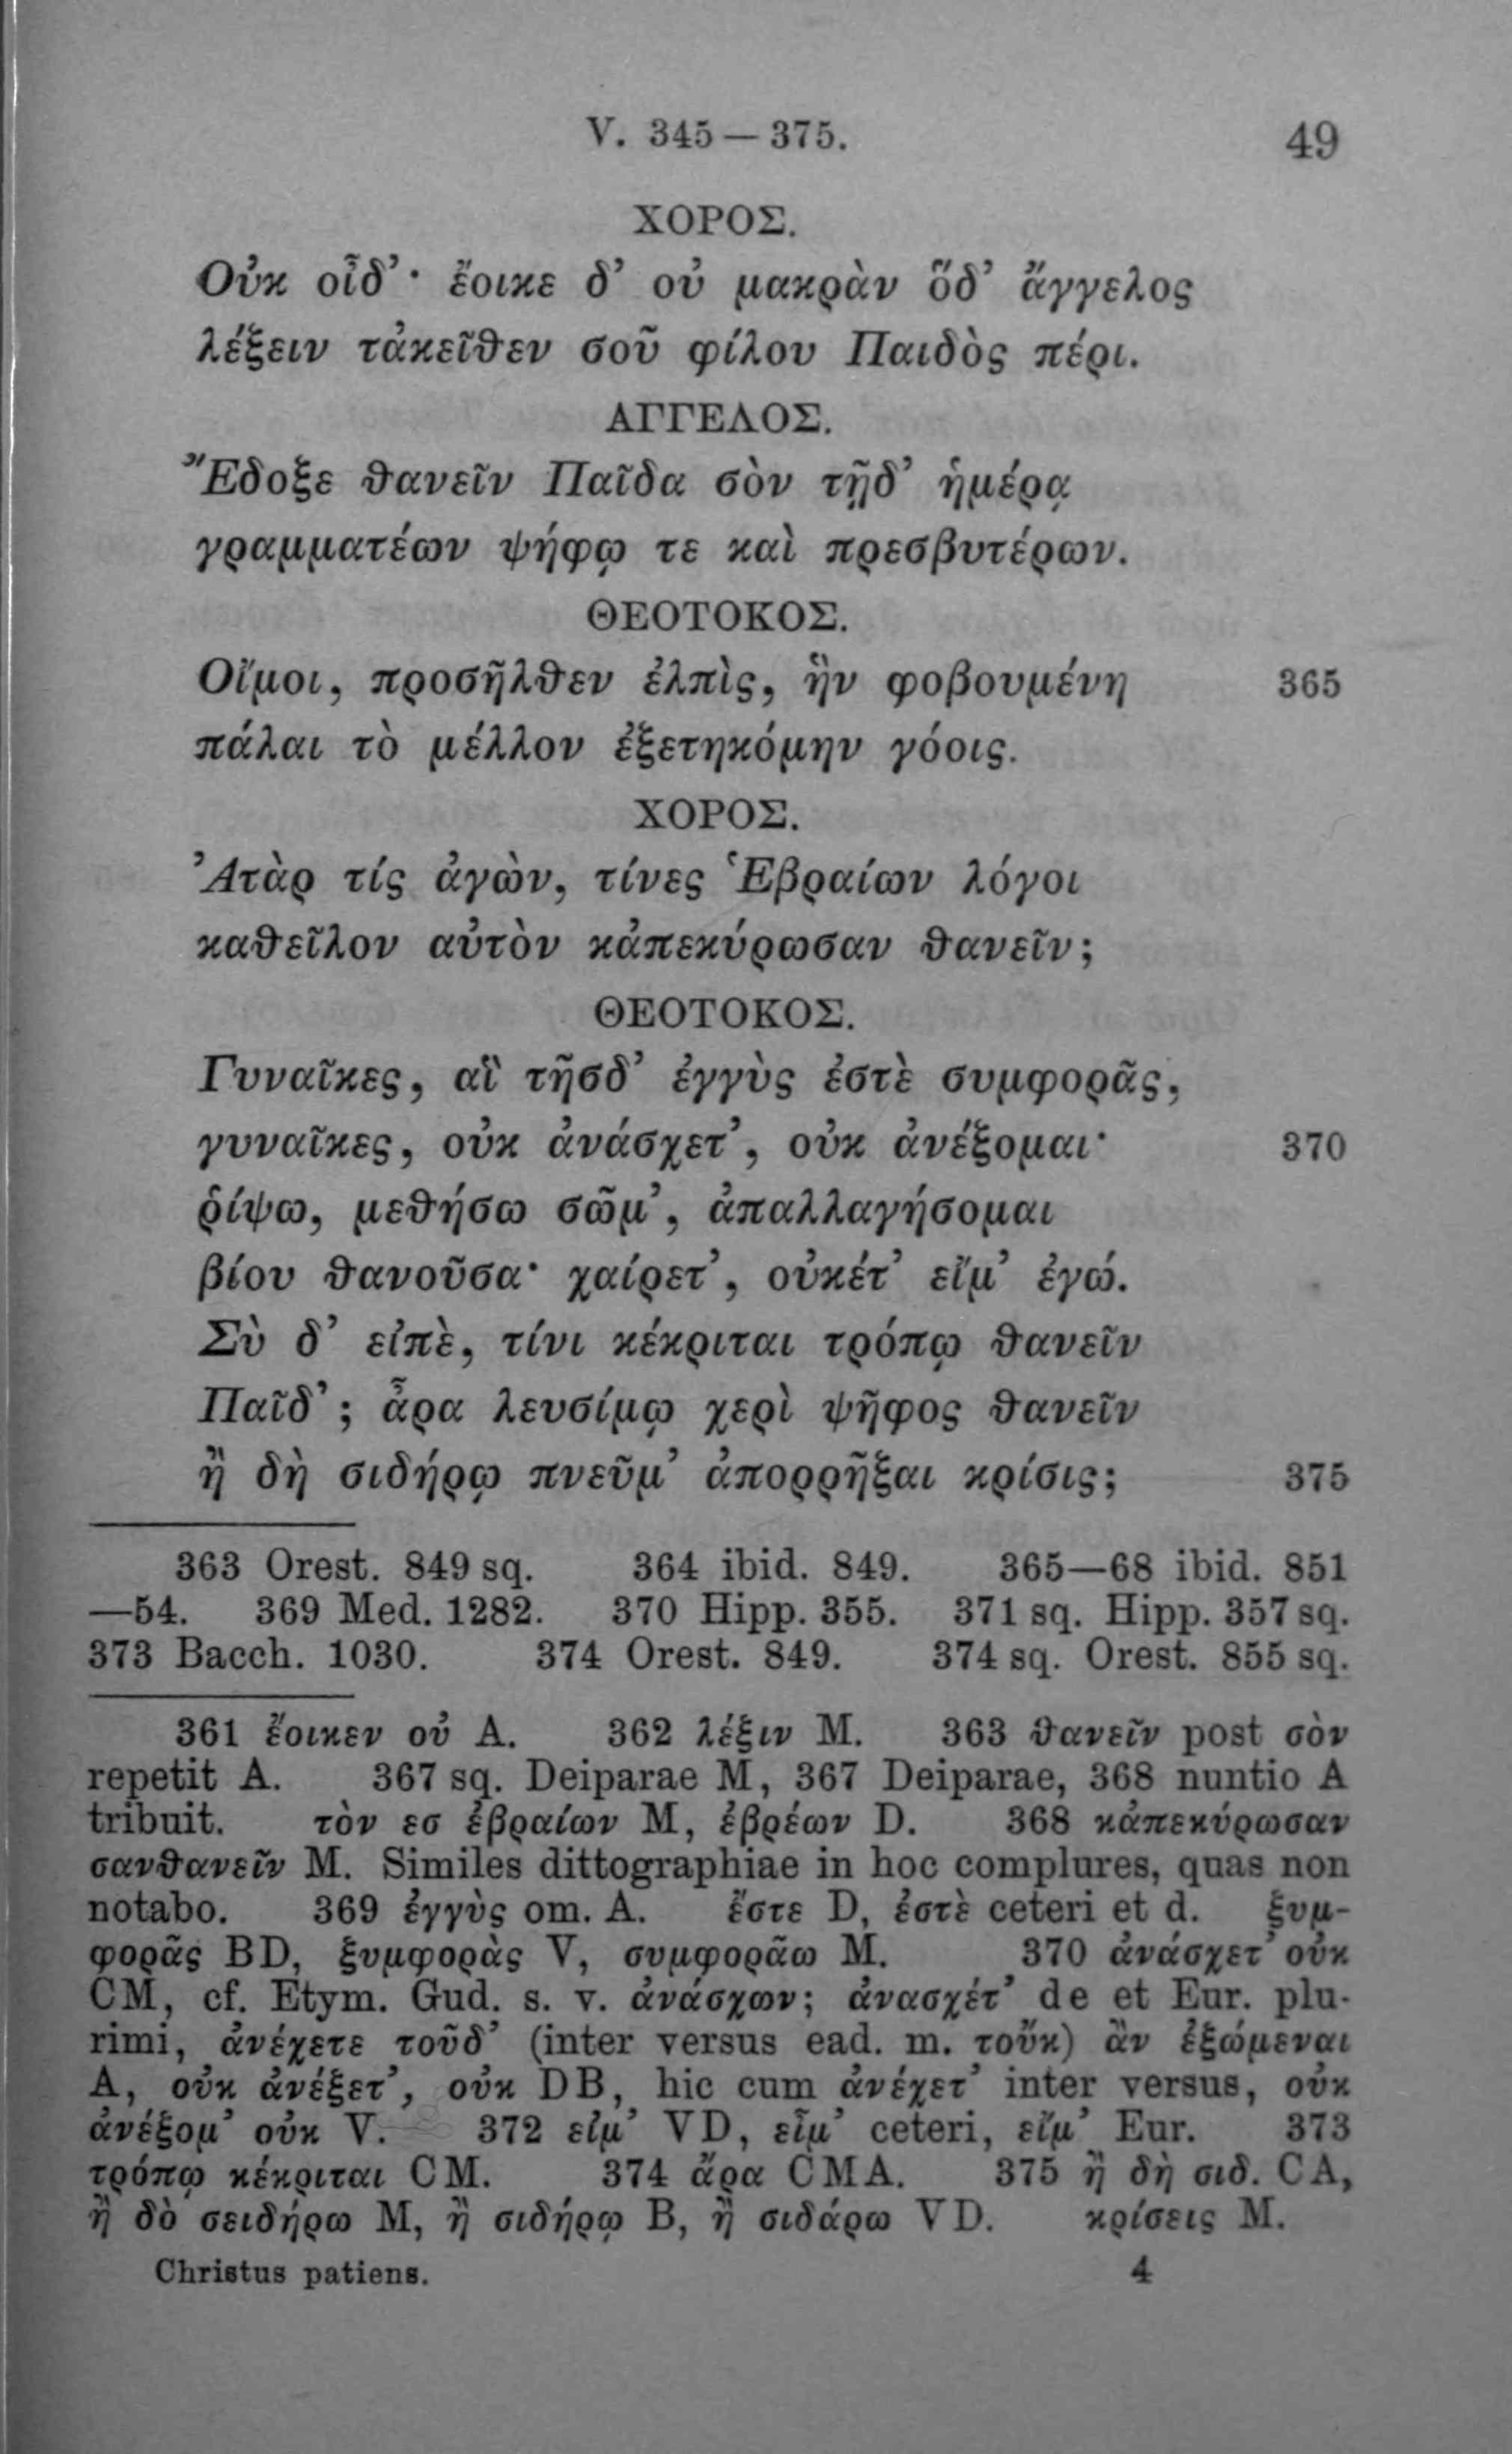 V. 345 — 375.
49
ΧΟΡΟΣ.
Οὐκ οἶδ’· ἔοικε δ’ οὐ μακρὰν ὅδ’ ἄγγελος
λέξειν τἀκεῖθεν σοῦ φίλου Παιδὸς πέρι.
ΑΓΓΕΛΟΣ.
Ἔδοξε θανεῖν Παῖδα σὸν τῇδ’ ἡμέρᾳ
γραμματέων ψήφῳ τε καὶ πρεσβυτέρων.
ΘΕΟΤΟΚΟΣ.
Οἴμοι, προσῆλθεν ἐλπὶς, ἣν φοβουμένη 365
πάλαι τὸ μέλλον ἐξετηκόμην γόοις.
ΧΟΡΟΣ.
Ἀτὰρ τίς ἀγὼν, τίνες Ἑβραίων λόγοι
καθεῖλον αὐτὸν κἀπεκύρωσαν θανεῖν;
ΘΕΟΤΟΚΟΣ.
Γυναῖκες, αἳ τῆσδ’ ἐγγὺς ἐστὲ συμφορᾶς,
γυναῖκες, οὐκ ἀνάσχετ’, οὐκ ἀνέξομαι· 370
ῥίψω, μεθήσω σῶμ’, ἀπαλλαγήσομαι
βίου θανοῦσα· χαίρετ’, οὐκέτ’ εἴμ’ ἐγώ.
Σὺ δ’ εἰπὲ, τίνι κέκριται τρόπῳ θανεῖν
Παῖδ’; ἆρα λευσίμῳ χερὶ ψῆφος θανεῖν
ἢ δὴ σιδήρῳ πνεῦμ’ ἀπορρῆξαι κρίσις; 375
363 Orest. 849 sq. 364 ibid. 849. 365—68 ibid. 851
—54. 369 Med. 1282. 370 Hipp. 355. 371 sq. Hipp. 357 sq.
373 Bacch. 1030. 374 Orest. 849. 374 sq. Orest. 855 sq.
361 ἔοικεν οὐ A. 362 λέξιν M. 363 θανεῖν post σὸν
repetit A. 367 sq. Deiparae M, 367 Deiparae, 368 nuntio A
tribuit. τὸν εσ ἑβραίων M, ἑβρέων D. 368 κἀπεκύρωσαν
σανθανεῖν M. Similes dittographiae in hoc complures, quas non
notabo. 369 ἐγγὺς om. A. ἔστε D, ἐστὲ ceteri et d. ξυμ-
φορᾶς BD, ξυμφορὰς V, συμφορᾶω M. 370 ἀνάσχετ’ οὐκ
CM, cf. Etym. Gud. s. v. ἀνάσχων; ἀνασχέτ’ de et Eur. plu-
rimi, ἀνέχετε τοῦδ’ (inter versus ead. m. τοὔκ) ἂν ἐξώμεναι
A, οὐκ ἀνέξετ’, οὐκ DB, hic cum ἀνέχετ’ inter versus, οὐκ
ἀνέξομ’ οὐκ V. 372 εἰμ’ VD, εἶμ’ ceteri, εἴμ’ Eur. 373
τρόπῳ κέκριται CM. 374 ἄρα CMA. 375 ἢ δὴ σιδ. CA,
ἢ δὸ σειδήρω M, ἢ σιδήρῳ B, ἢ σιδάρω VD. κρίσεις M.
Christus patiens. 4